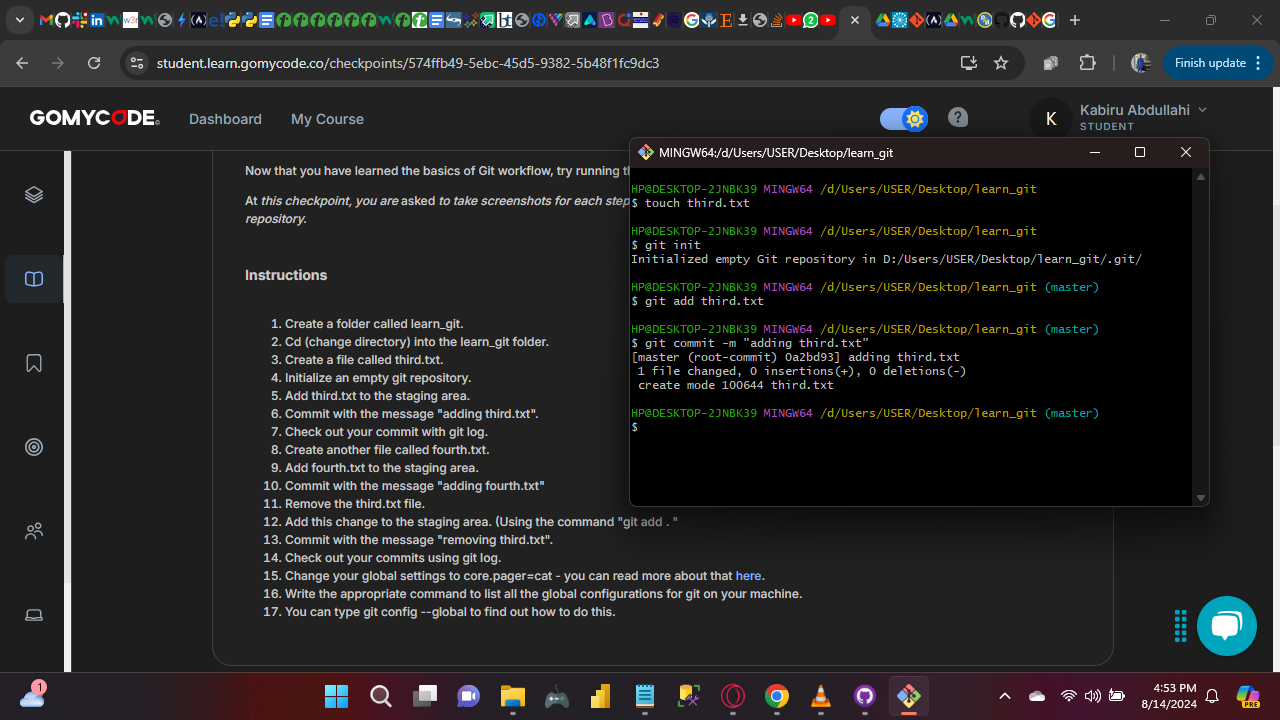 student.learn.gomycode.co/checkpoints/574ffb49-5ebc-45d5-9382-5b48f1fc9dc3
Finish update
GOMYCODE
Dashboard
My Course
K
Kabiru Abdullahi
STUDENT
Now that you have learned the basics of Git workflow, try running th
At this checkpoint, you are asked to take screenshots for each step
repository.
Instructions
1. Create a folder called learn_git.
2. Cd (change directory) into the learn_git folder.
3. Create a file called third.txt.
4. Initialize an empty git repository.
5. Add third.txt to the staging area.
6. Commit with the message "adding third.txt".
7. Check out your commit with git log.
8. Create another file called fourth.txt.
9. Add fourth.txt to the staging area.
10. Commit with the message "adding fourth.txt"
11. Remove the third.txt file.
12. Add this change to the staging area. (Using the command "git add . "
13. Commit with the message "removing third.txt".
14. Check out your commits using git log.
15. Change your global settings to core.pager=cat - you can read more about that here.
16. Write the appropriate command to list all the global configurations for git on your machine.
17. You can type git config --global to find out how to do this.
MINGW64:/d/Users/USER/Desktop/learn_git
HP@DESKTOP-2JNBK39 MINGW64 /d/Users/USER/Desktop/learn_git
$ touch third.txt
HP@DESKTOP-2JNBK39 MINGW64 /d/Users/USER/Desktop/learn_git
$ git init
Initialized empty Git repository in D:/Users/USER/Desktop/learn_git/.git/
HP@DESKTOP-2JNBK39 MINGW64 /d/Users/USER/Desktop/learn_git (master)
$ git add third.txt
HP@DESKTOP-2JNBK39 MINGW64 /d/Users/USER/Desktop/learn_git (master)
$ git commit -m "adding third.txt"
[master (root-commit) 0a2bd93] adding third.txt
1 file changed, 0 insertions(+), 0 deletions(-)
create mode 100644 third.txt
HP@DESKTOP-2JNBK39 MINGW64 /d/Users/USER/Desktop/learn_git (master)
$
1
4:53 PM
8/14/2024
PRE